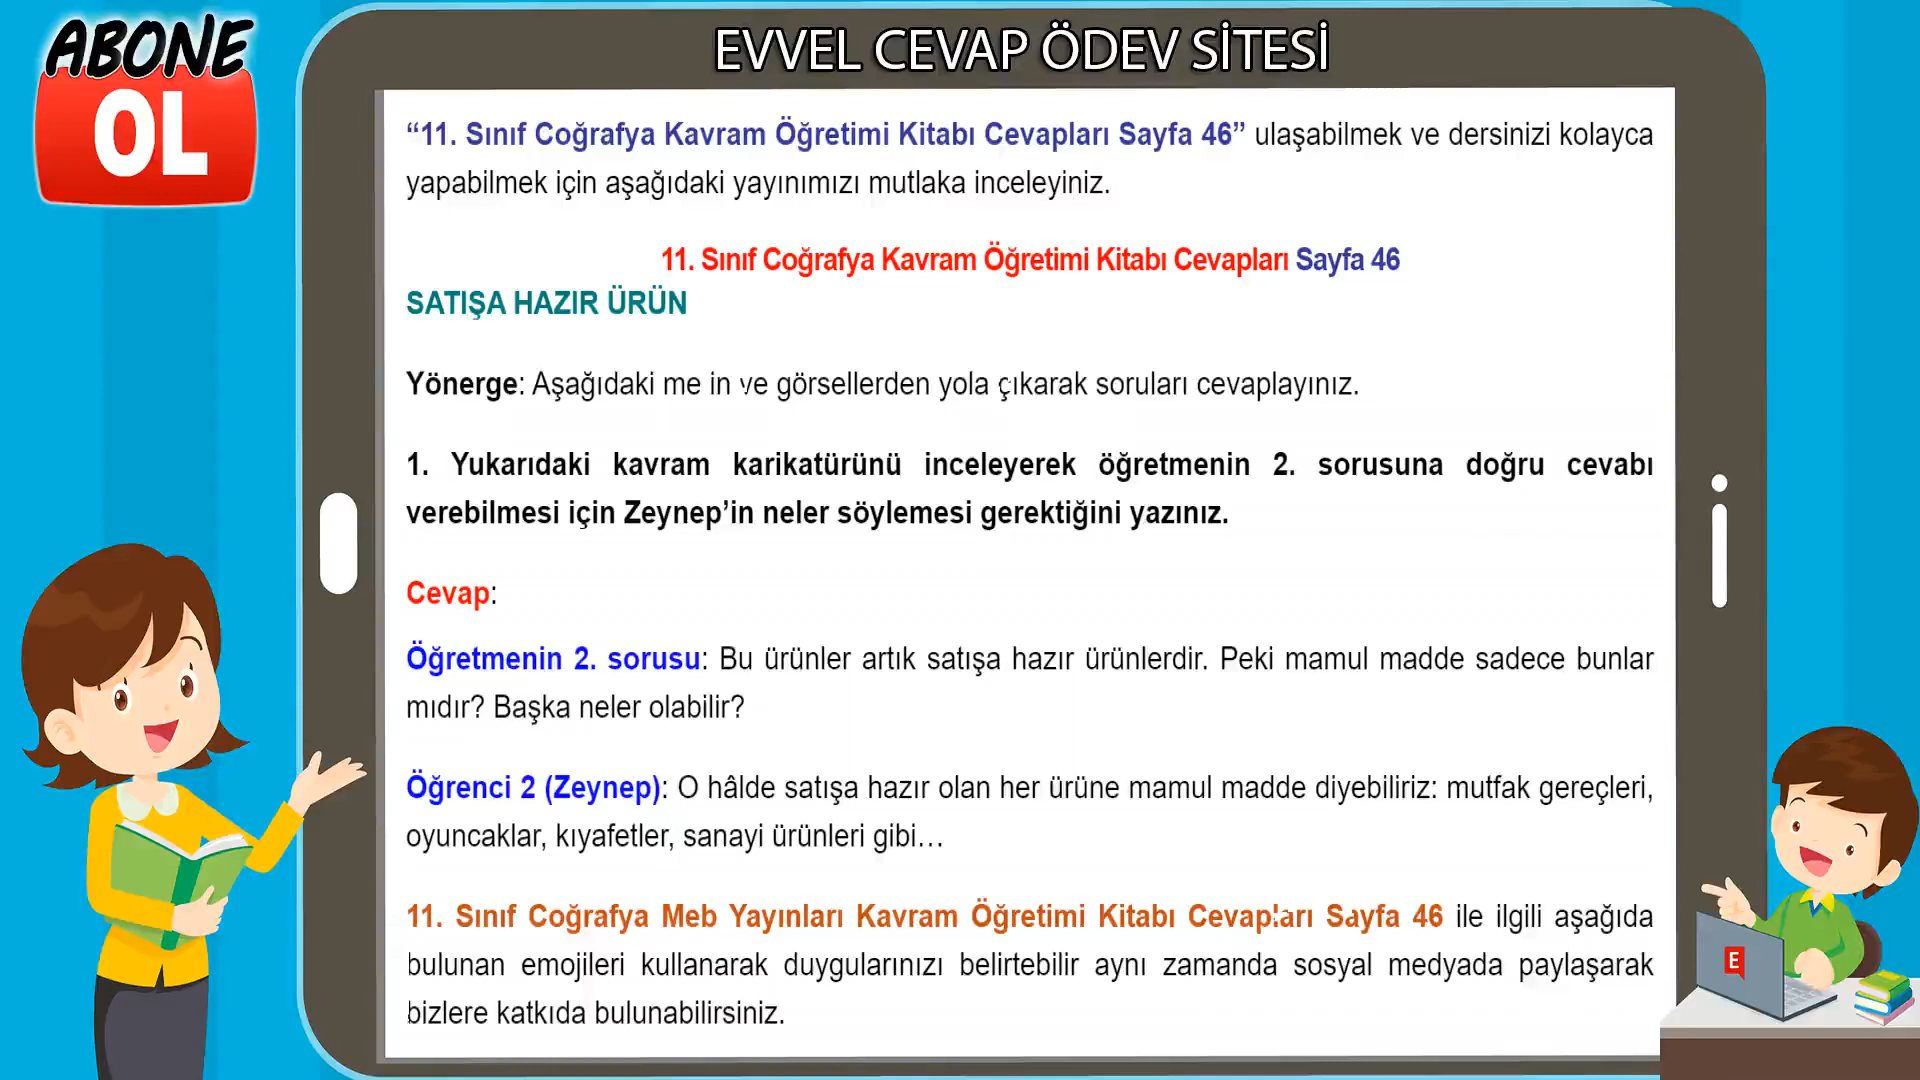 ABONE
OL
EVVEL CEVAP ÖDEV SİTESİ
“11. Sınıf Coğrafya Kavram Öğretimi Kitabı Cevapları Sayfa 46” ulaşabilmek ve dersinizi kolayca
yapabilmek için aşağıdaki yayınımızı mutlaka inceleyiniz.
11. Sınıf Coğrafya Kavram Öğretimi Kitabı Cevapları Sayfa 46
SATIŞA HAZIR ÜRÜN
Yönerge: Aşağıdaki me in ve görsellerden yola çıkarak soruları cevaplayınız.
1. Yukarıdaki kavram karikatürünü inceleyerek öğretmenin 2. sorusuna doğru cevabı
verebilmesi için Zeynep’in neler söylemesi gerektiğini yazınız.
Cevap:
Öğretmenin 2. sorusu: Bu ürünler artık satışa hazır ürünlerdir. Peki mamul madde sadece bunlar
mıdır? Başka neler olabilir?
Öğrenci 2 (Zeynep): O hâlde satışa hazır olan her ürüne mamul madde diyebiliriz: mutfak gereçleri,
oyuncaklar, kıyafetler, sanayi ürünleri gibi…
11. Sınıf Coğrafya Meb Yayınları Kavram Öğretimi Kitabı Cevapları Sayfa 46 ile ilgili aşağıda
bulunan emojileri kullanarak duygularınızı belirtebilir aynı zamanda sosyal medyada paylaşarak
bizlere katkıda bulunabilirsiniz.
E